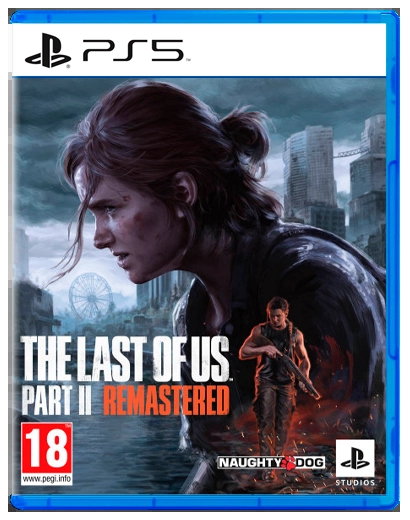 PS5
THE LAST OF US
PART II REMASTERED
18
www.pegi.info
NAUGHTY DOG
STUDIOS